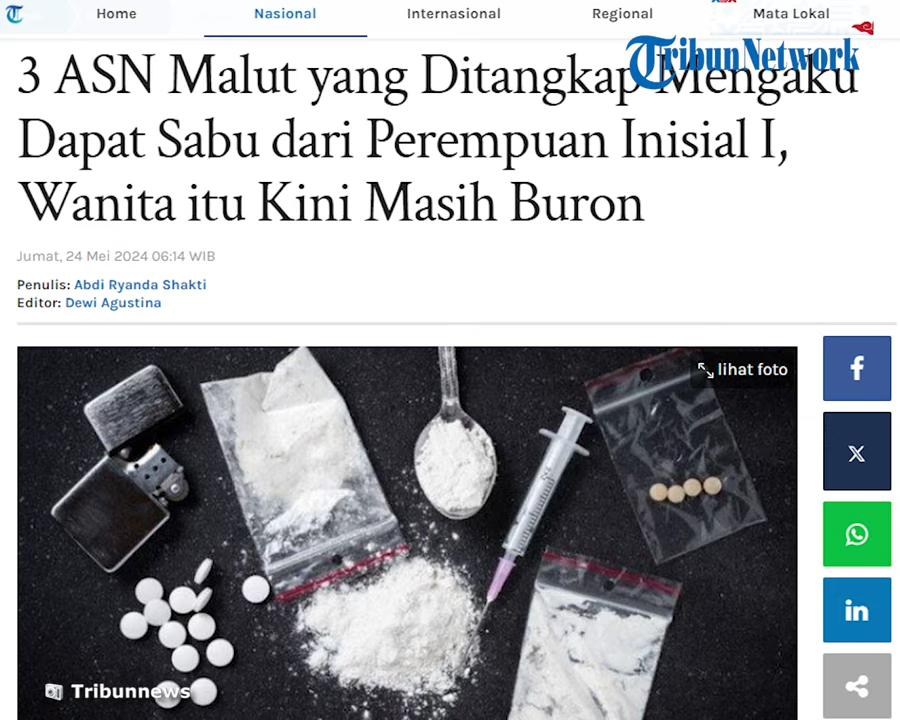 Home Nasional Internasional Regional Mata Lokal
TribunNetwork
3 ASN Malut yang Ditangkap Mengaku
Dapat Sabu dari Perempuan Inisial I,
Wanita itu Kini Masih Buron
Jumat, 24 Mei 2024 06:14 WIB
Penulis: Abdi Ryanda Shakti
Editor: Dewi Agustina
lihat foto
Tribunnews